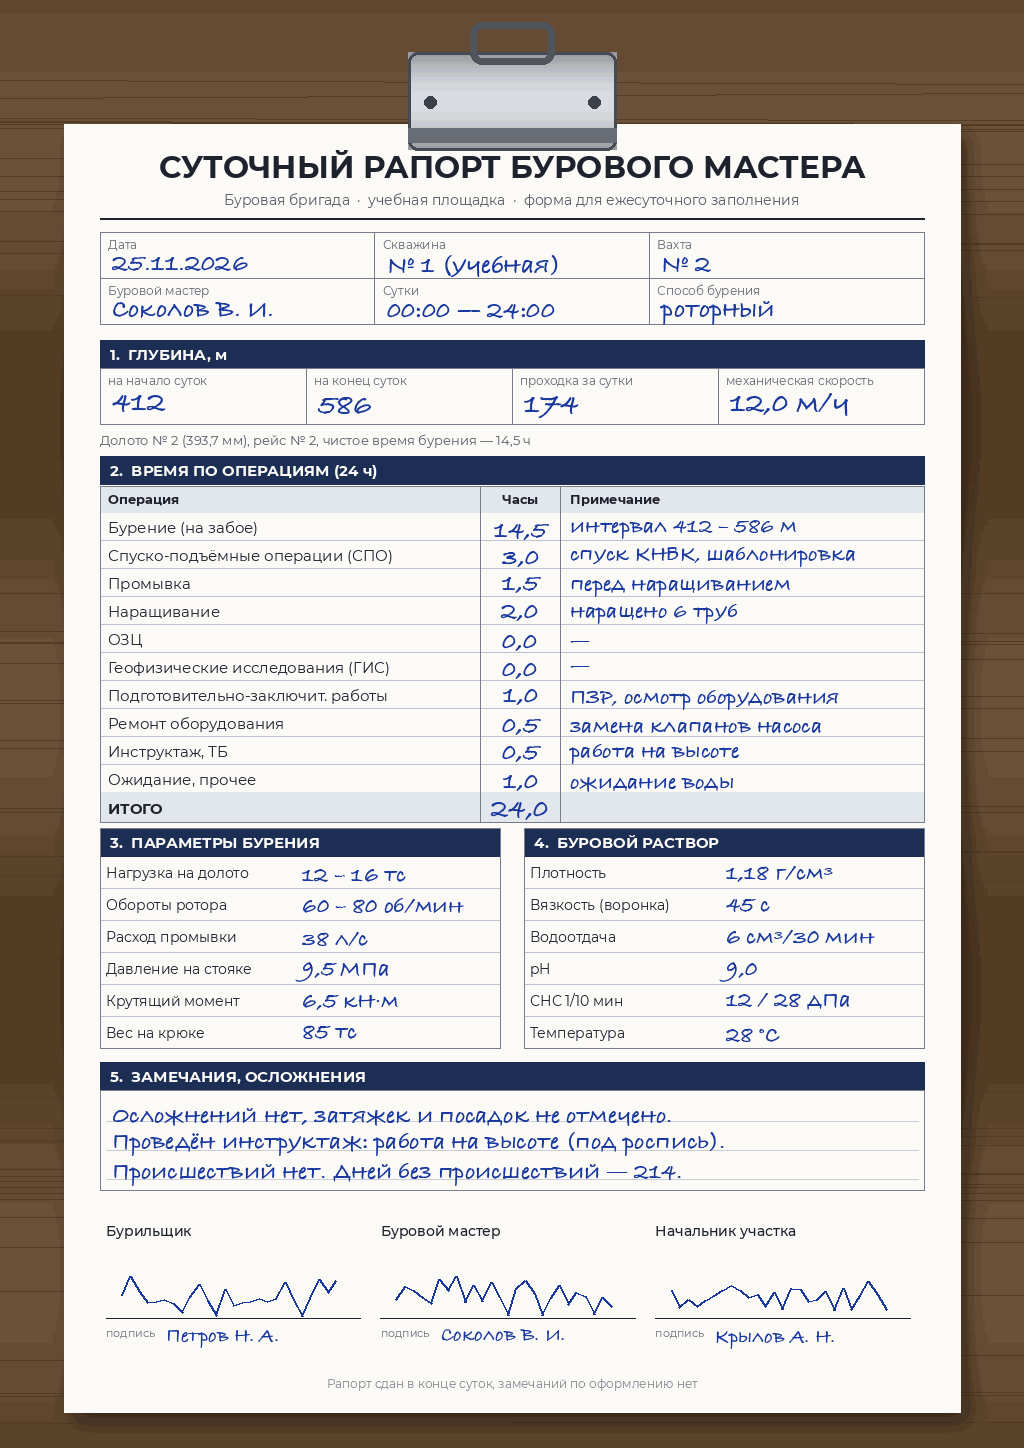 СУТОЧНЫЙ РАПОРТ БУРОВОГО МАСТЕРА
Буровая бригада · учебная площадка · форма для ежесуточного заполнения
Дата Скважина Вахта
25.11.2026 № 1 (учебная) № 2
Буровой мастер Сутки Способ бурения
Соколов В. И. 00:00 — 24:00 роторный
1. ГЛУБИНА, м
на начало суток на конец суток проходка за сутки механическая скорость
412 586 174 12,0 м/ч
Долото № 2 (393,7 мм), рейс № 2, чистое время бурения — 14,5 ч
2. ВРЕМЯ ПО ОПЕРАЦИЯМ (24 ч)
Операция Часы Примечание
Бурение (на забое) 14,5 интервал 412 – 586 м
Спуско-подъёмные операции (СПО) 3,0 спуск КНБК, шаблонировка
Промывка 1,5 перед наращиванием
Наращивание 2,0 наращено 6 труб
ОЗЦ 0,0 —
Геофизические исследования (ГИС) 0,0 —
Подготовительно-заключит. работы 1,0 ПЗР, осмотр оборудования
Ремонт оборудования 0,5 замена клапанов насоса
Инструктаж, ТБ 0,5 работа на высоте
Ожидание, прочее 1,0 ожидание воды
ИТОГО 24,0
3. ПАРАМЕТРЫ БУРЕНИЯ
Нагрузка на долото 12 – 16 тс
Обороты ротора 60 – 80 об/мин
Расход промывки 38 л/с
Давление на стояке 9,5 МПа
Крутящий момент 6,5 кН·м
Вес на крюке 85 тс
4. БУРОВОЙ РАСТВОР
Плотность 1,18 г/см³
Вязкость (воронка) 45 с
Водоотдача 6 см³/30 мин
pH 9,0
СНС 1/10 мин 12 / 28 дПа
Температура 28 °С
5. ЗАМЕЧАНИЯ, ОСЛОЖНЕНИЯ
Осложнений нет, затяжек и посадок не отмечено.
Проведён инструктаж: работа на высоте (под роспись).
Происшествий нет. Дней без происшествий — 214.
Бурильщик Буровой мастер Начальник участка
подпись Петров Н. А. подпись Соколов В. И. подпись Крылов А. Н.
Рапорт сдан в конце суток, замечаний по оформлению нет